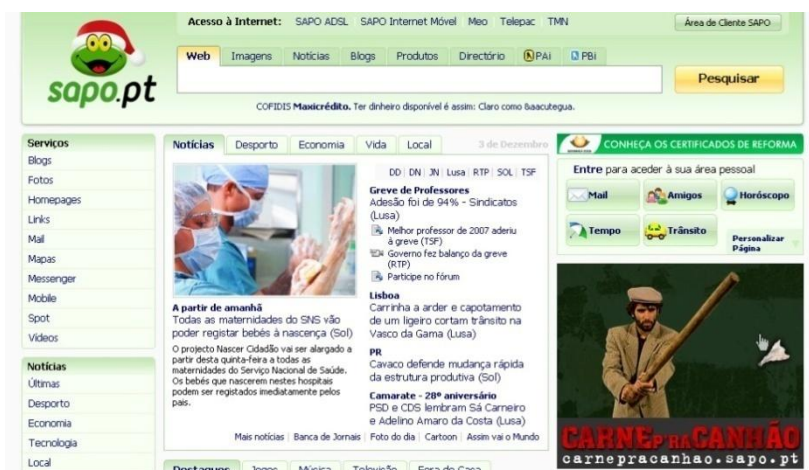 Acesso à Internet: SAPO ADSL SAPO Internet Móvel Meo Telepac TMN
Área de Cliente SAPO
sapo.pt
Web Imagens Notícias Blogs Produtos Directório PAi PBi
Pesquisar
COFIDIS Maxicrédito. Ter dinheiro disponível é assim: Claro como &aacutegua.
Serviços
Blogs
Fotos
Homepages
Links
Mail
Mapas
Messenger
Mobile
Spot
Vídeos
Notícias
Últimas
Desporto
Economia
Tecnologia
Local
Notícias Desporto Economia Vida Local 3 de Dezembro
DD DN JN Lusa RTP SOL TSF
A partir de amanhã
Todas as maternidades do SNS vão
poder registar bebés à nascença (Sol)
O projecto Nascer Cidadão vai ser alargado a
partir desta quinta-feira a todas as
maternidades do Serviço Nacional de Saúde.
Os bebés que nascerem nestes hospitais
podem ser registados imediatamente pelos
pais.
Greve de Professores
Adesão foi de 94% - Sindicatos
(Lusa)
Melhor professor de 2007 aderiu
à greve (TSF)
Governo fez balanço da greve
(RTP)
Participe no fórum
Lisboa
Carrinha a arder e capotamento
de um ligeiro cortam trânsito na
Vasco da Gama (Lusa)
PR
Cavaco defende mudança rápida
da estrutura produtiva (Sol)
Camarate - 28º aniversário
PSD e CDS lembram Sá Carneiro
e Adelino Amaro da Costa (Lusa)
Mais notícias Banca de Jornais Foto do dia Cartoon Assim vai o Mundo
Destaques Jogos Música Televisão Fora de Casa
CONHEÇA OS CERTIFICADOS DE REFORMA
Entre para aceder à sua área pessoal
Mail Amigos Horóscopo
Tempo Trânsito
Personalizar
Página
CARNE P'RA CANHÃO
carnepracanhao.sapo.pt